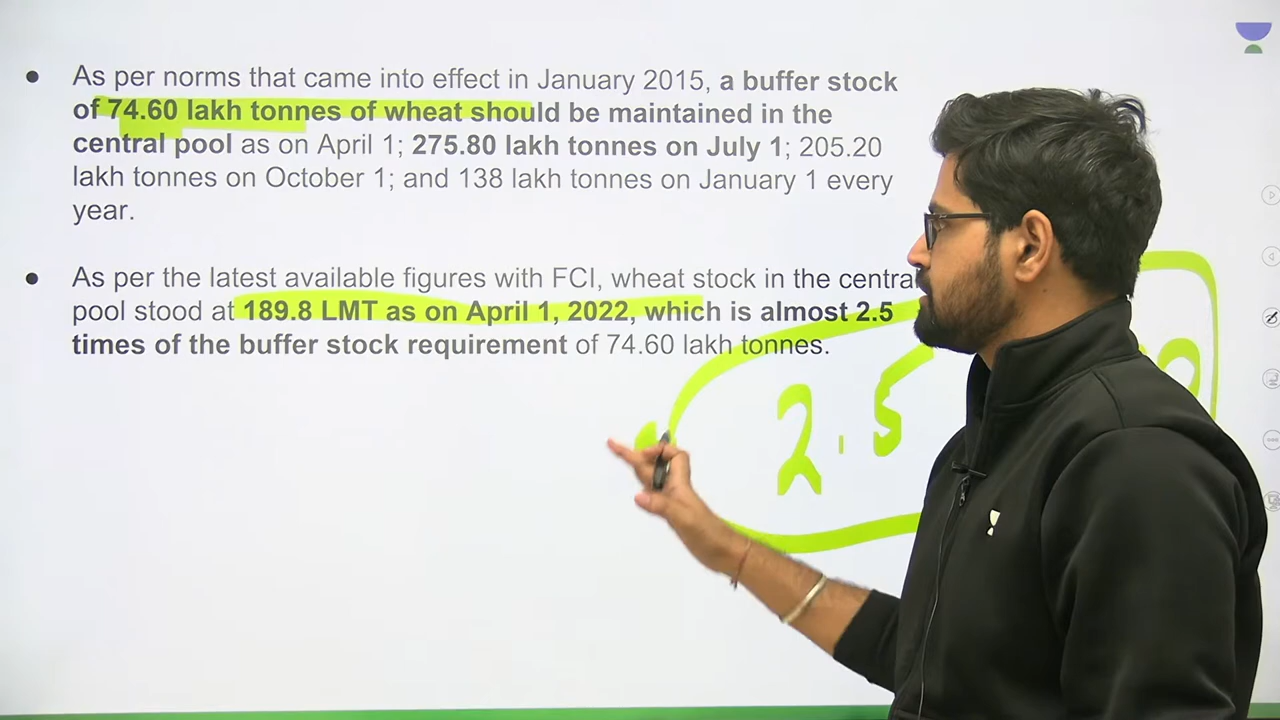 ● As per norms that came into effect in January 2015, a buffer stock
of 74.60 lakh tonnes of wheat should be maintained in the
central pool as on April 1; 275.80 lakh tonnes on July 1; 205.20
lakh tonnes on October 1; and 138 lakh tonnes on January 1 every
year.
● As per the latest available figures with FCI, wheat stock in the centra
pool stood at 189.8 LMT as on April 1, 2022, which is almost 2.5
times of the buffer stock requirement of 74.60 lakh tonnes.
2.5